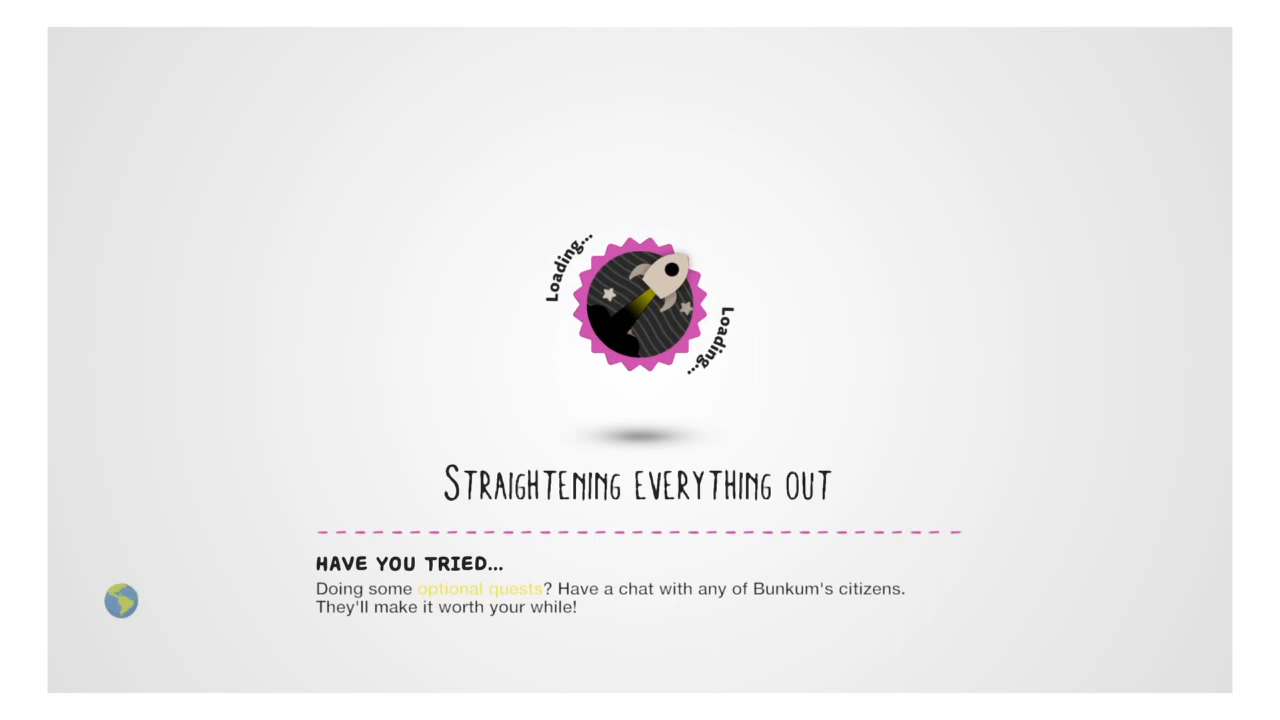 Loading...
Loading...
STRAIGHTENING EVERYTHING OUT
HAVE YOU TRIED...
Doing some optional quests? Have a chat with any of Bunkum's citizens.
They'll make it worth your while!